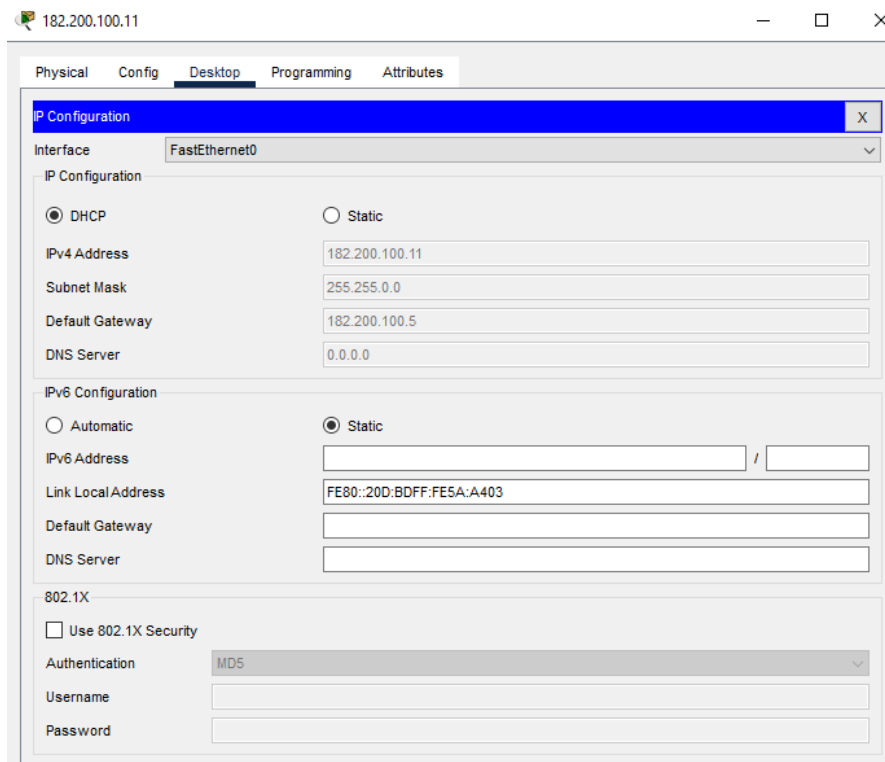 182.200.100.11
Physical Config Desktop Programming Attributes
IP Configuration X
Interface FastEthernet0
IP Configuration
DHCP Static
IPv4 Address 182.200.100.11
Subnet Mask 255.255.0.0
Default Gateway 182.200.100.5
DNS Server 0.0.0.0
IPv6 Configuration
Automatic Static
IPv6 Address /
Link Local Address FE80::20D:BDFF:FE5A:A403
Default Gateway
DNS Server
802.1X
Use 802.1X Security
Authentication MD5
Username
Password